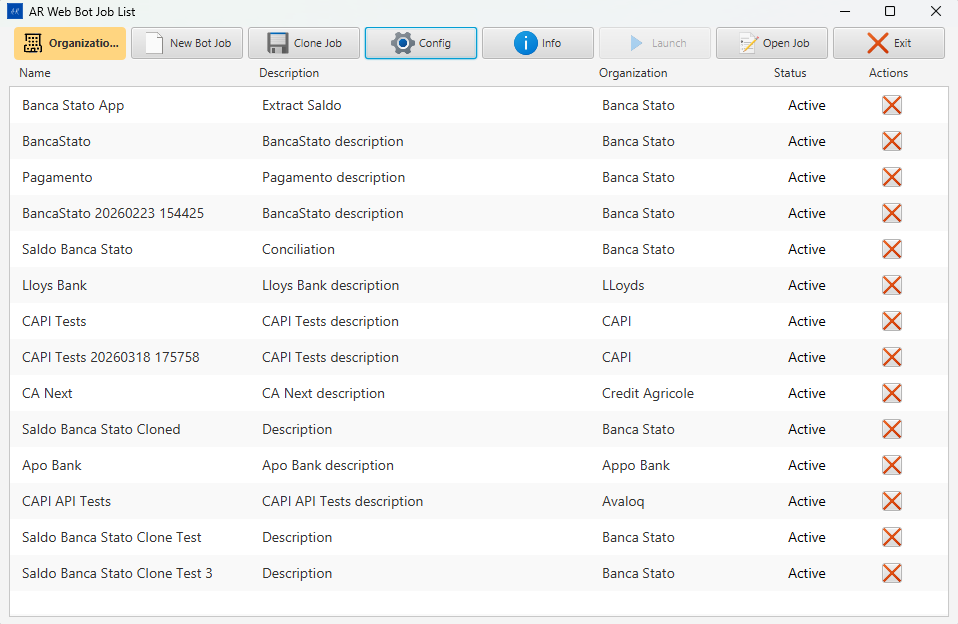 AR Web Bot Job List
Organizatio... New Bot Job Clone Job Config Info Launch Open Job Exit
Name Description Organization Status Actions
Banca Stato App Extract Saldo Banca Stato Active
BancaStato BancaStato description Banca Stato Active
Pagamento Pagamento description Banca Stato Active
BancaStato 20260223 154425 BancaStato description Banca Stato Active
Saldo Banca Stato Conciliation Banca Stato Active
Lloys Bank Lloys Bank description LLoyds Active
CAPI Tests CAPI Tests description CAPI Active
CAPI Tests 20260318 175758 CAPI Tests description CAPI Active
CA Next CA Next description Credit Agricole Active
Saldo Banca Stato Cloned Description Banca Stato Active
Apo Bank Apo Bank description Appo Bank Active
CAPI API Tests CAPI API Tests description Avaloq Active
Saldo Banca Stato Clone Test Description Banca Stato Active
Saldo Banca Stato Clone Test 3 Description Banca Stato Active